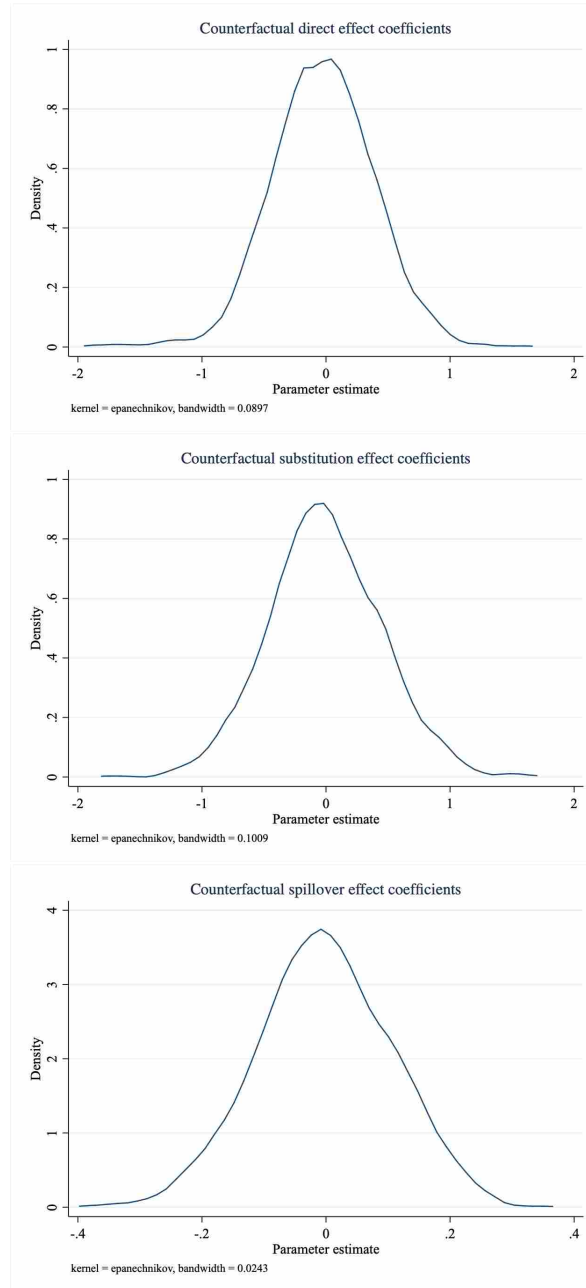 Counterfactual direct effect coefficients
1
.8
.6
.4
.2
0
Density
-2 -1 0 1 2
Parameter estimate
kernel = epanechnikov, bandwidth = 0.0897
Counterfactual substitution effect coefficients
1
.8
.6
.4
.2
0
Density
-2 -1 0 1 2
Parameter estimate
kernel = epanechnikov, bandwidth = 0.1009
Counterfactual spillover effect coefficients
4
3
2
1
0
Density
-.4 -.2 0 .2 .4
Parameter estimate
kernel = epanechnikov, bandwidth = 0.0243